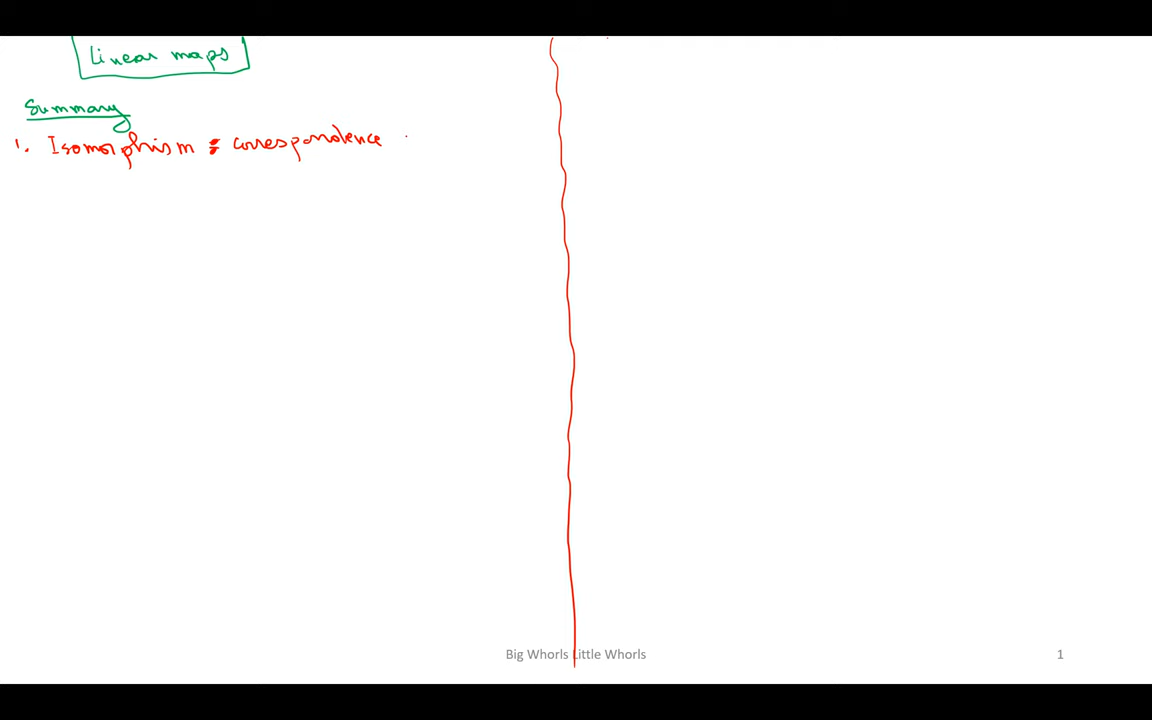 Linear maps
Summary
1. Isomorphism : correspondence
Big Whorls Little Whorls
1